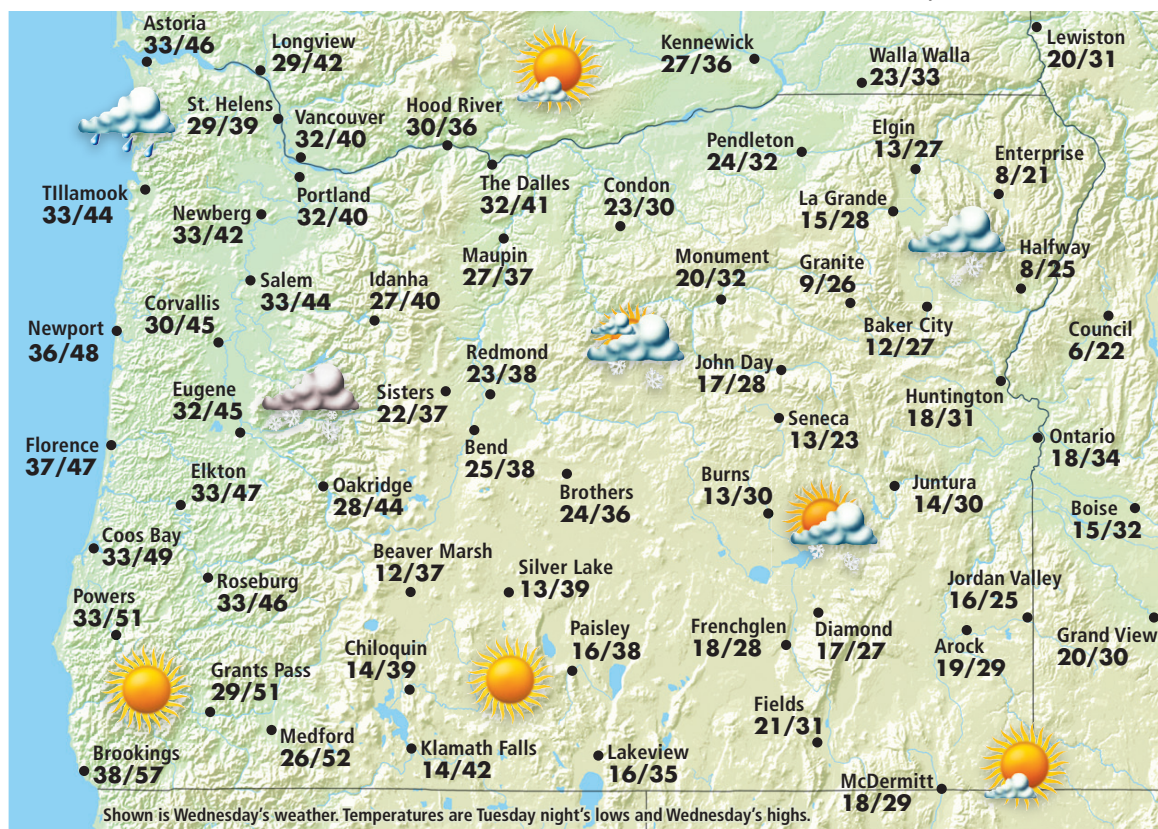 Astoria
33/46
Longview
29/42
Kennewick
27/36
Walla Walla
23/33
Lewiston
20/31
St. Helens
29/39
Vancouver
32/40
Hood River
30/36
Pendleton
24/32
Elgin
13/27
Enterprise
8/21
TIllamook
33/44
Newberg
33/42
Portland
32/40
The Dalles
32/41
Condon
23/30
La Grande
15/28
Maupin
27/37
Monument
20/32
Granite
9/26
Halfway
8/25
Salem
33/44
Idanha
27/40
Corvallis
30/45
Newport
36/48
Baker City
12/27
Council
6/22
Redmond
23/38
John Day
17/28
Eugene
32/45
Sisters
22/37
Huntington
18/31
Seneca
13/23
Florence
37/47
Bend
25/38
Ontario
18/34
Elkton
33/47
Oakridge
28/44
Brothers
24/36
Burns
13/30
Juntura
14/30
Boise
15/32
Coos Bay
33/49
Beaver Marsh
12/37
Silver Lake
13/39
Roseburg
33/46
Jordan Valley
16/25
Powers
33/51
Chiloquin
14/39
Paisley
16/38
Frenchglen
18/28
Diamond
17/27
Arock
19/29
Grand View
20/30
Grants Pass
29/51
Fields
21/31
Medford
26/52
Klamath Falls
14/42
Lakeview
16/35
Brookings
38/57
McDermitt
18/29
Shown is Wednesday's weather. Temperatures are Tuesday night's lows and Wednesday's highs.